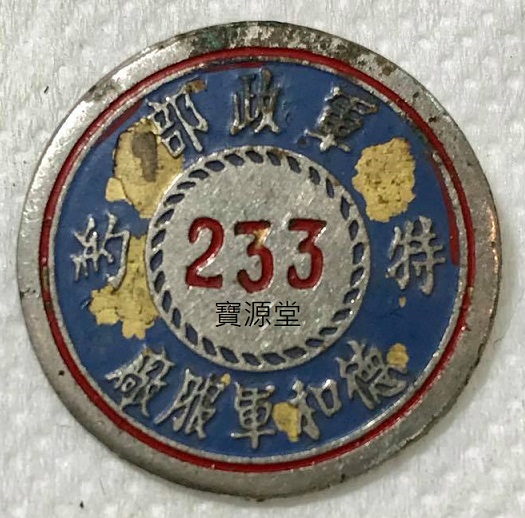 軍政部
特約
德和軍服廠
233
寶源堂